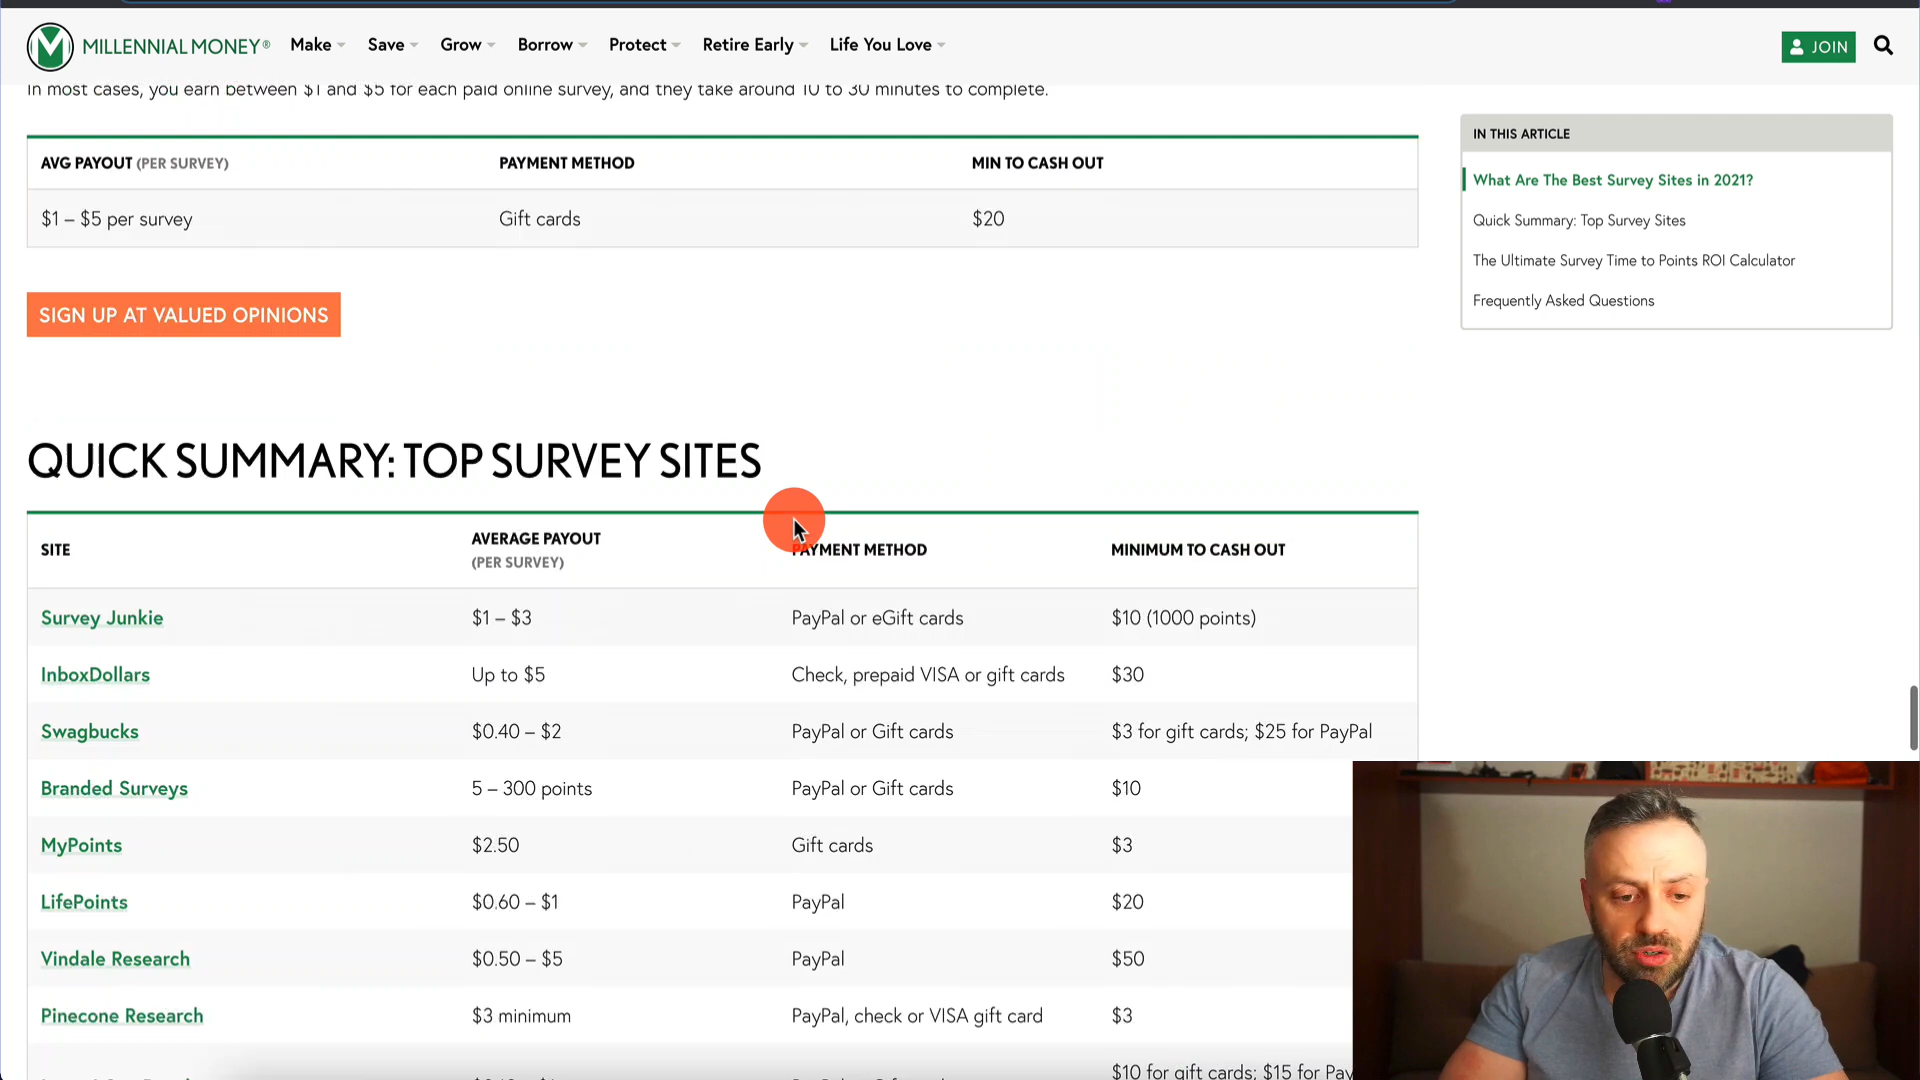 MILLENNIAL MONEY®
Make
Save
Grow
Borrow
Protect
Retire Early
Life You Love
JOIN
In most cases, you earn between $1 and $5 for each paid online survey, and they take around 10 to 30 minutes to complete.
AVG PAYOUT (PER SURVEY) PAYMENT METHOD MIN TO CASH OUT
$1 – $5 per survey Gift cards $20
SIGN UP AT VALUED OPINIONS
IN THIS ARTICLE
What Are The Best Survey Sites in 2021?
Quick Summary: Top Survey Sites
The Ultimate Survey Time to Points ROI Calculator
Frequently Asked Questions
QUICK SUMMARY: TOP SURVEY SITES
SITE AVERAGE PAYOUT (PER SURVEY) PAYMENT METHOD MINIMUM TO CASH OUT
Survey Junkie $1 – $3 PayPal or eGift cards $10 (1000 points)
InboxDollars Up to $5 Check, prepaid VISA or gift cards $30
Swagbucks $0.40 – $2 PayPal or Gift cards $3 for gift cards; $25 for PayPal
Branded Surveys 5 – 300 points PayPal or Gift cards $10
MyPoints $2.50 Gift cards $3
LifePoints $0.60 – $1 PayPal $20
Vindale Research $0.50 – $5 PayPal $50
Pinecone Research $3 minimum PayPal, check or VISA gift card $3
$10 for gift cards; $15 for Pay